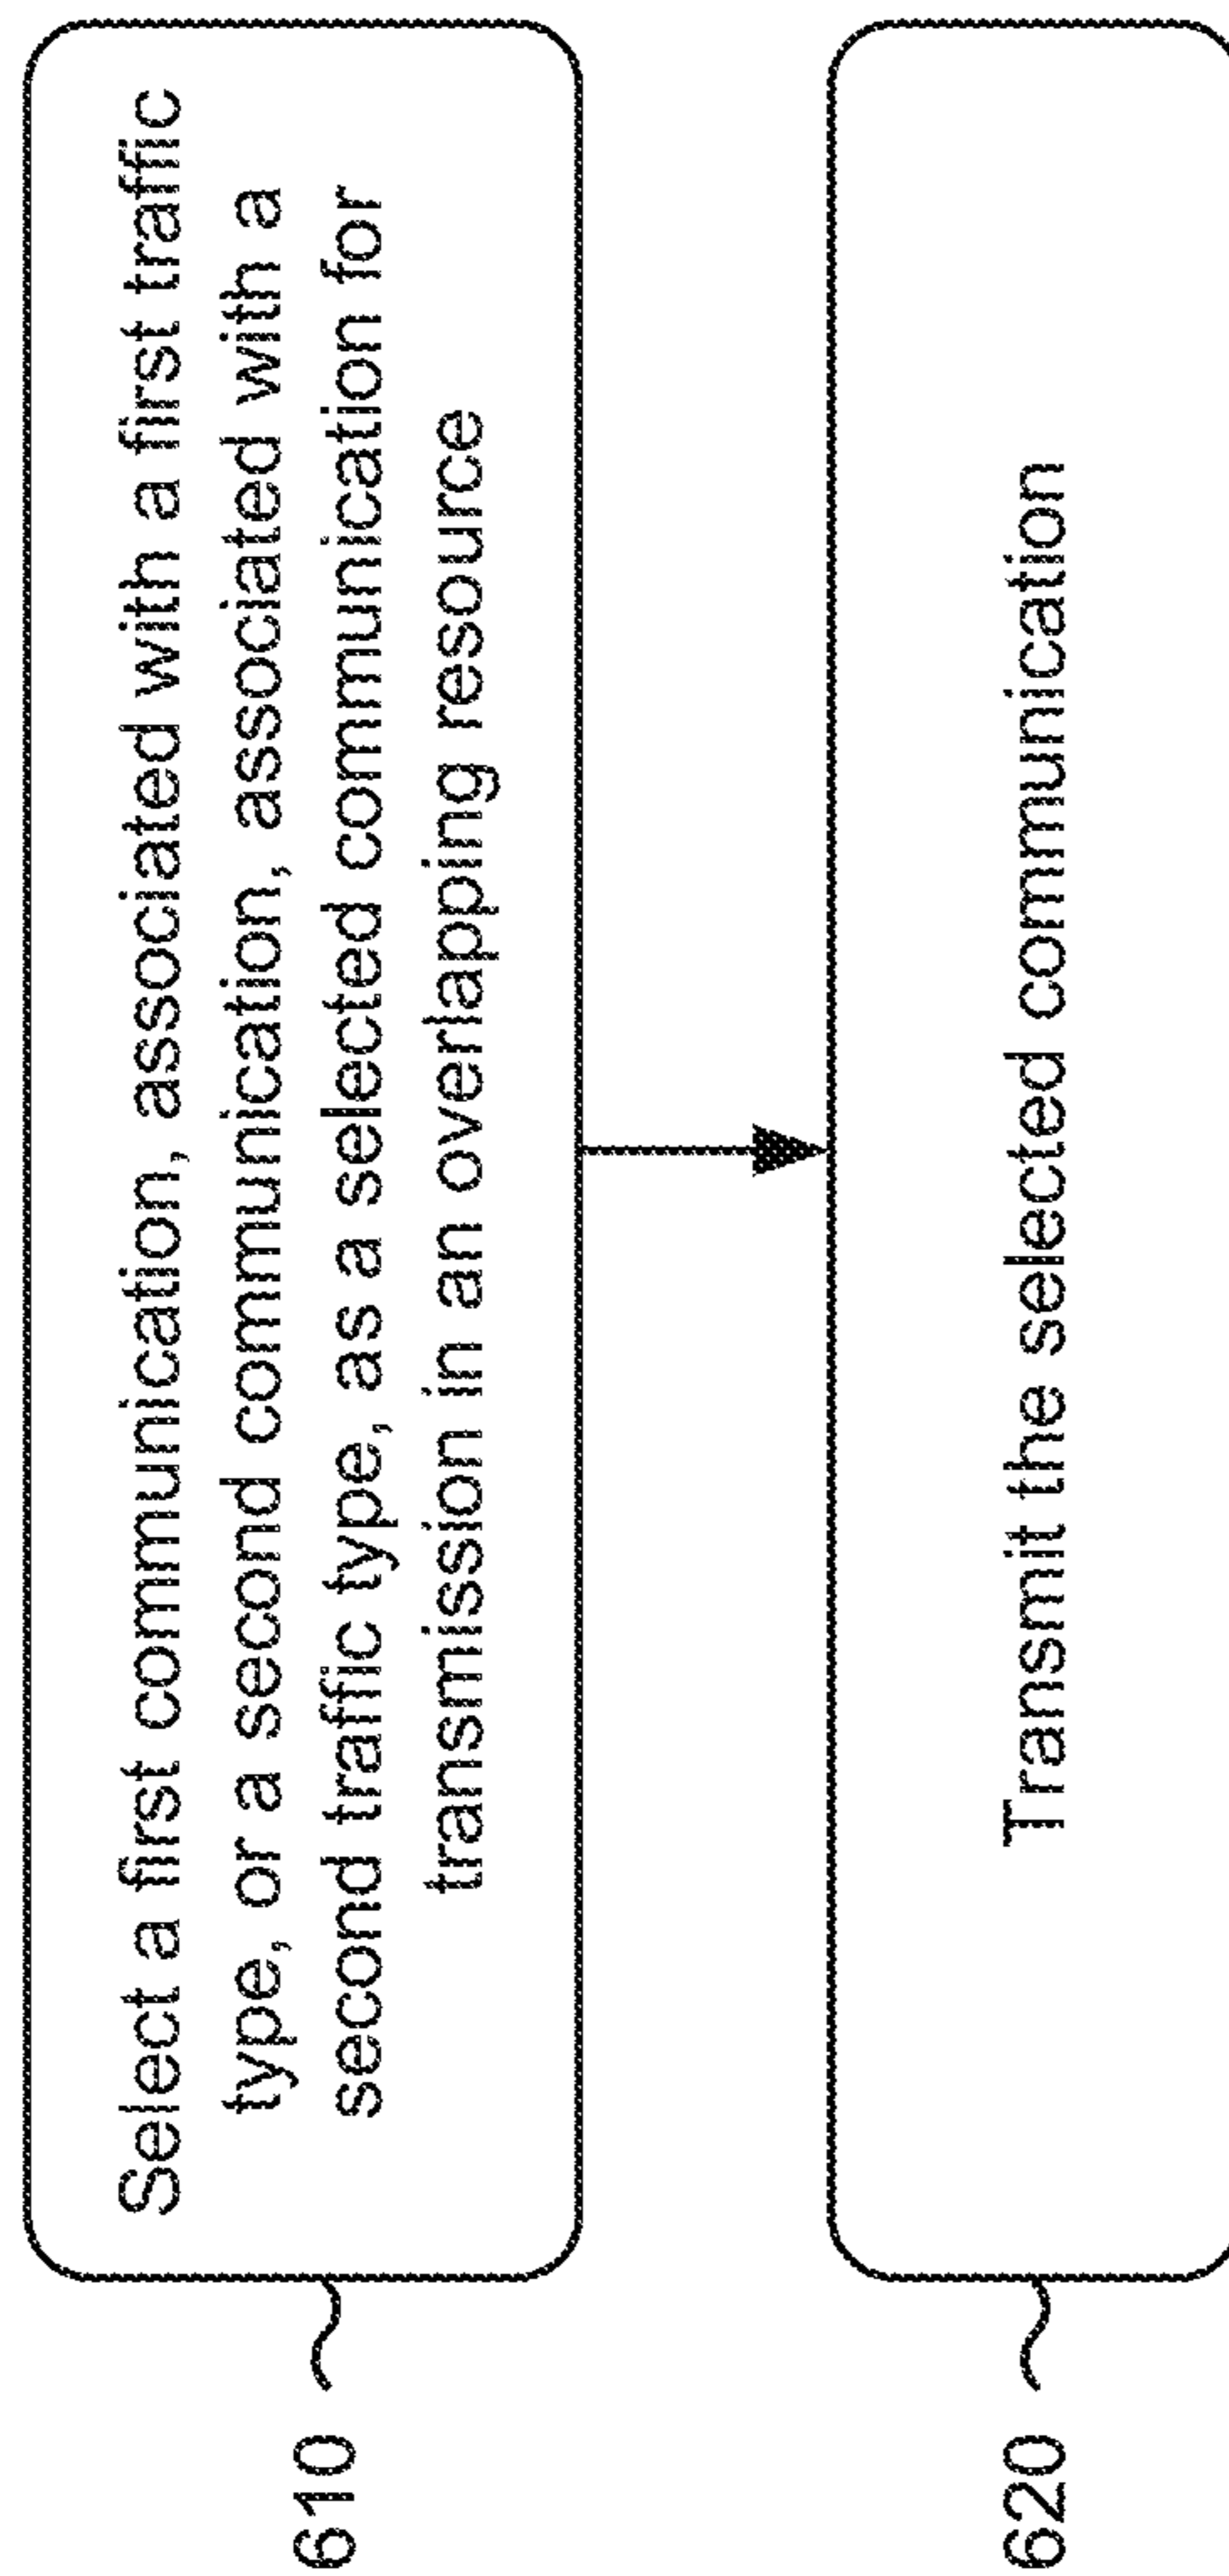 610
Select a first communication, associated with a first traffic
type, or a second communication, associated with a
second traffic type, as a selected communication for
transmission in an overlapping resource
620
Transmit the selected communication